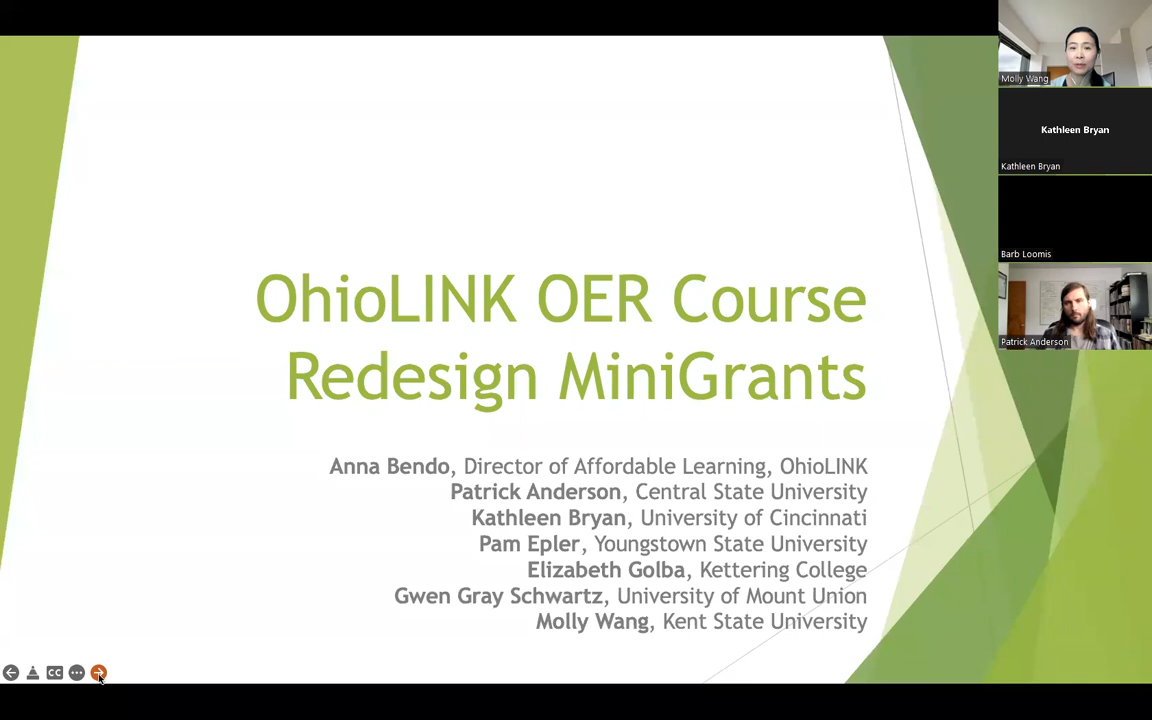 OhioLINK OER Course
Redesign MiniGrants
Anna Bendo, Director of Affordable Learning, OhioLINK
Patrick Anderson, Central State University
Kathleen Bryan, University of Cincinnati
Pam Epler, Youngstown State University
Elizabeth Golba, Kettering College
Gwen Gray Schwartz, University of Mount Union
Molly Wang, Kent State University
CC
Molly Wang
Kathleen Bryan
Kathleen Bryan
Barb Loomis
Patrick Anderson